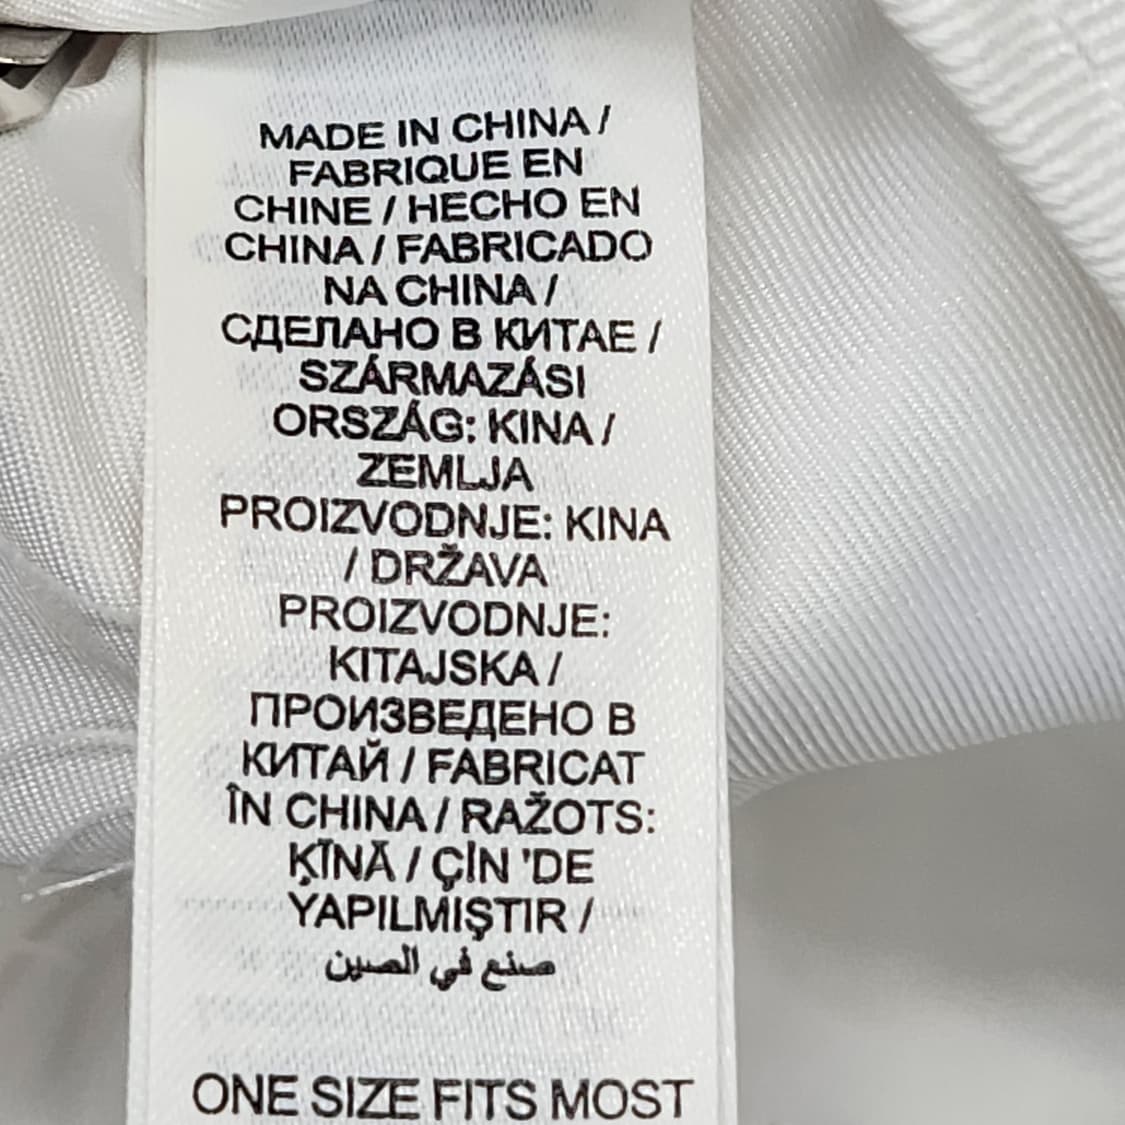 MADE IN CHINA /
FABRIQUE EN
CHINE / HECHO EN
CHINA / FABRICADO
NA CHINA /
СДЕЛАНО В КИТАЕ /
SZÁRMAZÁSI
ORSZÁG: KINA /
ZEMLJA
PROIZVODNJE: KINA
/ DRŽAVA
PROIZVODNJE:
KITAJSKA /
ПРОИЗВЕДЕНО В
КИТАЙ / FABRICAT
ÎN CHINA / RAŽOTS:
ĶĪNĀ / ÇİN 'DE
YAPILMIŞTIR /
صنع في الصين
ONE SIZE FITS MOST